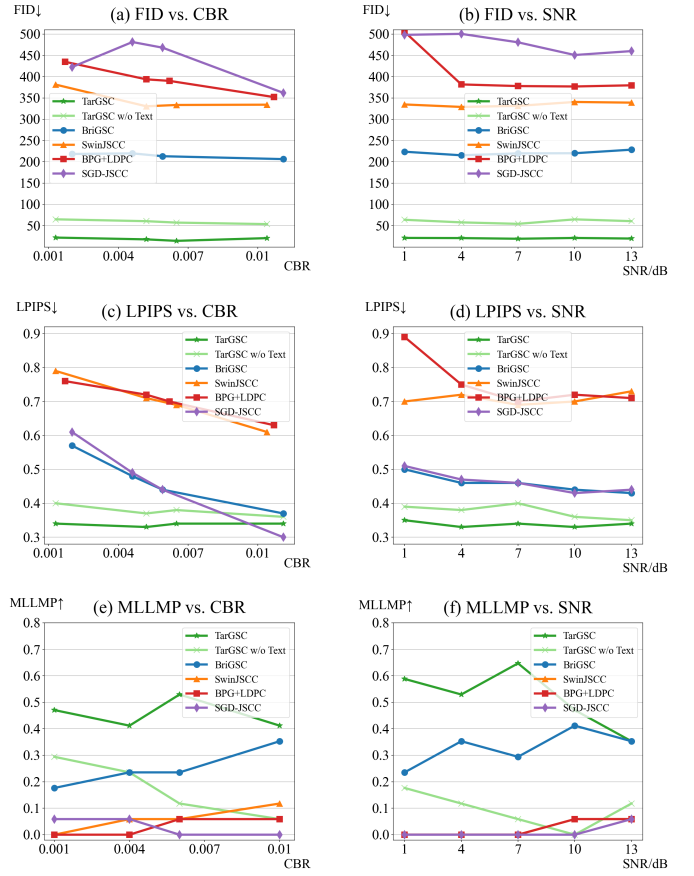 FID↓
(a) FID vs. CBR
500
450
400
350
300
250
200
150
100
50
TarGSC
TarGSC w/o Text
BriGSC
SwinJSCC
BPG+LDPC
SGD-JSCC
0.001
0.004
0.007
0.01
CBR
FID↓
(b) FID vs. SNR
500
450
400
350
300
250
200
150
100
50
TarGSC
TarGSC w/o Text
BriGSC
SwinJSCC
BPG+LDPC
SGD-JSCC
1
4
7
10
13
SNR/dB
LPIPS↓
(c) LPIPS vs. CBR
0.9
0.8
0.7
0.6
0.5
0.4
0.3
TarGSC
TarGSC w/o Text
BriGSC
SwinJSCC
BPG+LDPC
SGD-JSCC
0.001
0.004
0.007
0.01
CBR
LPIPS↓
(d) LPIPS vs. SNR
0.9
0.8
0.7
0.6
0.5
0.4
0.3
TarGSC
TarGSC w/o Text
BriGSC
SwinJSCC
BPG+LDPC
SGD-JSCC
1
4
7
10
13
SNR/dB
MLLMP↑
(e) MLLMP vs. CBR
0.8
0.7
0.6
0.5
0.4
0.3
0.2
0.1
0.0
TarGSC
TarGSC w/o Text
BriGSC
SwinJSCC
BPG+LDPC
SGD-JSCC
0.001
0.004
0.007
0.01
CBR
MLLMP↑
(f) MLLMP vs. SNR
0.8
0.7
0.6
0.5
0.4
0.3
0.2
0.1
0.0
TarGSC
TarGSC w/o Text
BriGSC
SwinJSCC
BPG+LDPC
SGD-JSCC
1
4
7
10
13
SNR/dB